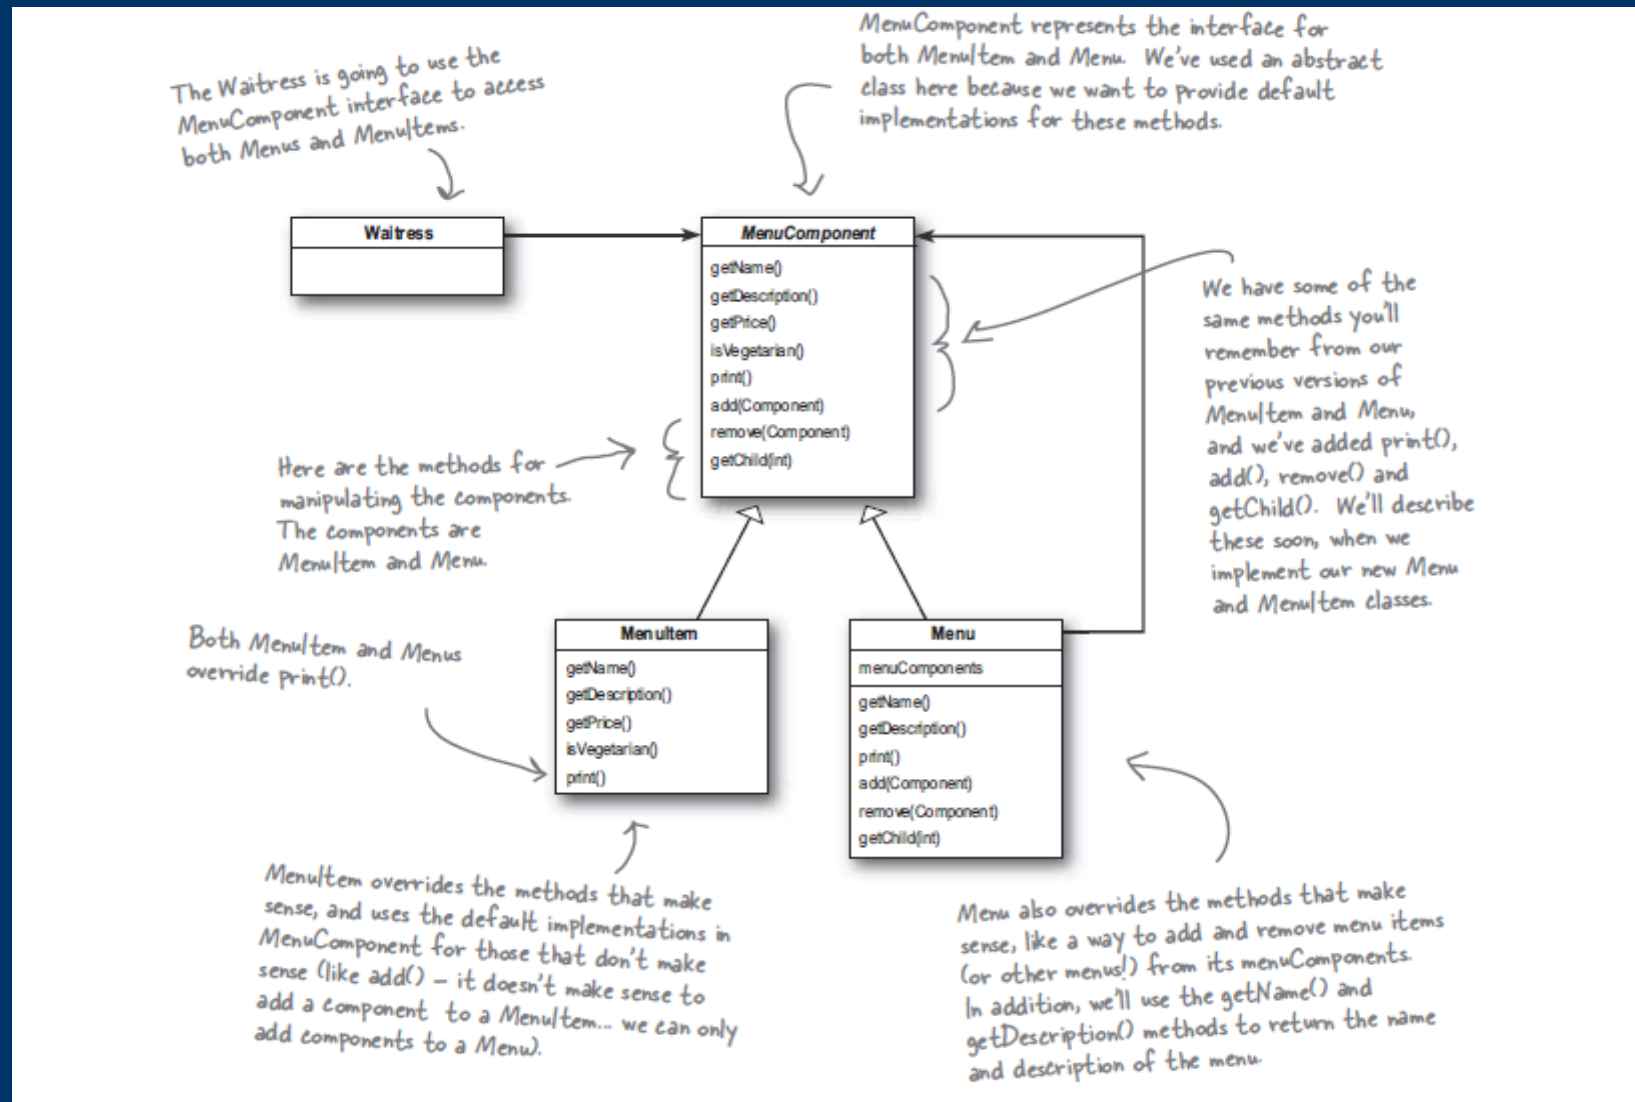 The Waitress is going to use the
MenuComponent interface to access
both Menus and MenuItems.
MenuComponent represents the interface for
both MenuItem and Menu. We've used an abstract
class here because we want to provide default
implementations for these methods.
Waitress
MenuComponent
getName()
getDescription()
getPrice()
isVegetarian()
print()
add(Component)
remove(Component)
getChild(int)
We have some of the
same methods you'll
remember from our
previous versions of
MenuItem and Menu,
and we've added print(),
add(), remove() and
getChild(). We'll describe
these soon, when we
implement our new Menu
and MenuItem classes.
Here are the methods for
manipulating the components.
The components are
MenuItem and Menu.
Both MenuItem and Menus
override print().
MenuItem
getName()
getDescription()
getPrice()
isVegetarian()
print()
Menu
menuComponents
getName()
getDescription()
print()
add(Component)
remove(Component)
getChild(int)
MenuItem overrides the methods that make
sense, and uses the default implementations in
MenuComponent for those that don't make
sense (like add() – it doesn't make sense to
add a component to a MenuItem... we can only
add components to a Menu).
Menu also overrides the methods that make
sense, like a way to add and remove menu items
(or other menus!) from its menuComponents.
In addition, we'll use the getName() and
getDescription() methods to return the name
and description of the menu.